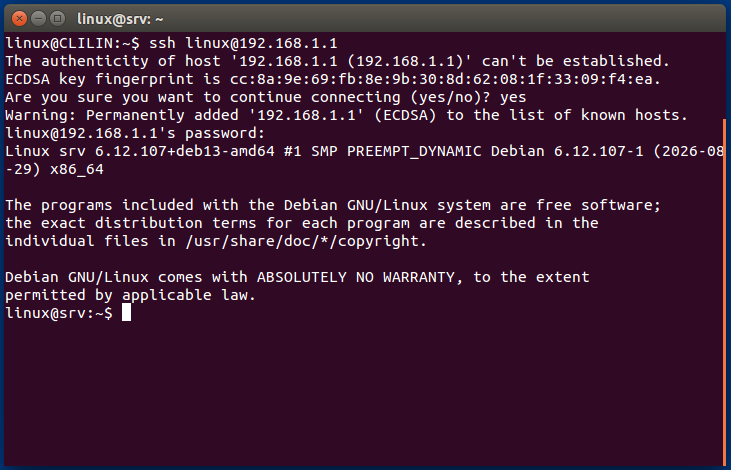 linux@srv: ~
linux@CLILIN:~$ ssh linux@192.168.1.1
The authenticity of host '192.168.1.1 (192.168.1.1)' can't be established.
ECDSA key fingerprint is cc:8a:9e:69:fb:8e:9b:30:8d:62:08:1f:33:09:f4:ea.
Are you sure you want to continue connecting (yes/no)? yes
Warning: Permanently added '192.168.1.1' (ECDSA) to the list of known hosts.
linux@192.168.1.1's password:
Linux srv 6.12.107+deb13-amd64 #1 SMP PREEMPT_DYNAMIC Debian 6.12.107-1 (2026-08
-29) x86_64
The programs included with the Debian GNU/Linux system are free software;
the exact distribution terms for each program are described in the
individual files in /usr/share/doc/*/copyright.
Debian GNU/Linux comes with ABSOLUTELY NO WARRANTY, to the extent
permitted by applicable law.
linux@srv:~$